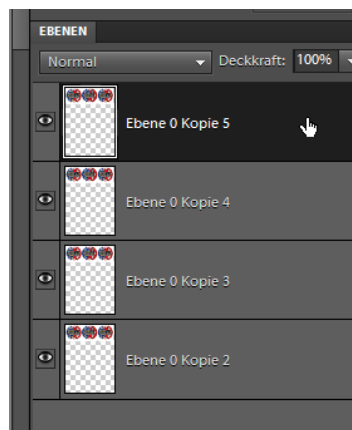 EBENEN
Normal Deckkraft: 100%
Ebene 0 Kopie 5
Ebene 0 Kopie 4
Ebene 0 Kopie 3
Ebene 0 Kopie 2